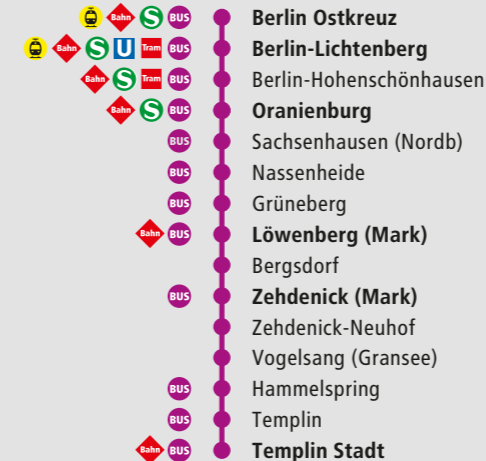 Bahn S BUS Berlin Ostkreuz
Bahn S U Tram BUS Berlin-Lichtenberg
Bahn S Tram BUS Berlin-Hohenschönhausen
Bahn S BUS Oranienburg
BUS Sachsenhausen (Nordb)
BUS Nassenheide
BUS Grüneberg
Bahn BUS Löwenberg (Mark)
Bergsdorf
BUS Zehdenick (Mark)
Zehdenick-Neuhof
Vogelsang (Gransee)
BUS Hammelspring
BUS Templin
Bahn BUS Templin Stadt